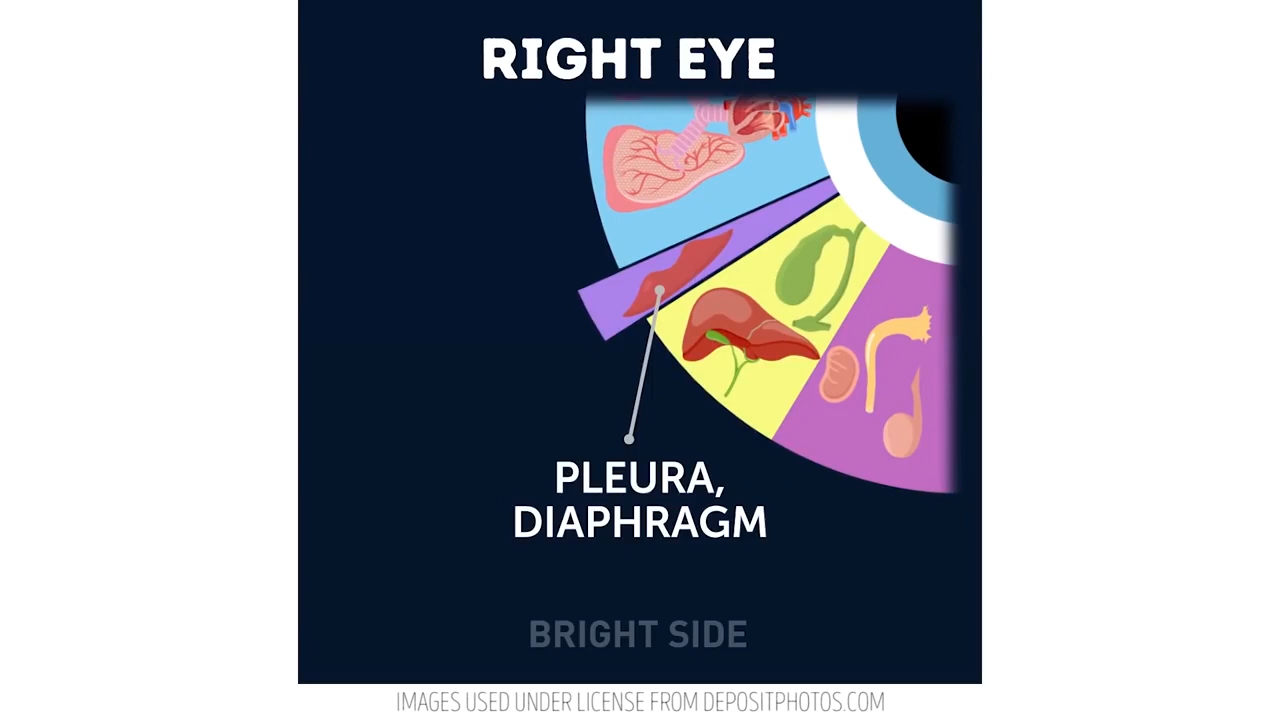 RIGHT EYE
PLEURA,
DIAPHRAGM
BRIGHT SIDE
IMAGES USED UNDER LICENSE FROM DEPOSITPHOTOS.COM